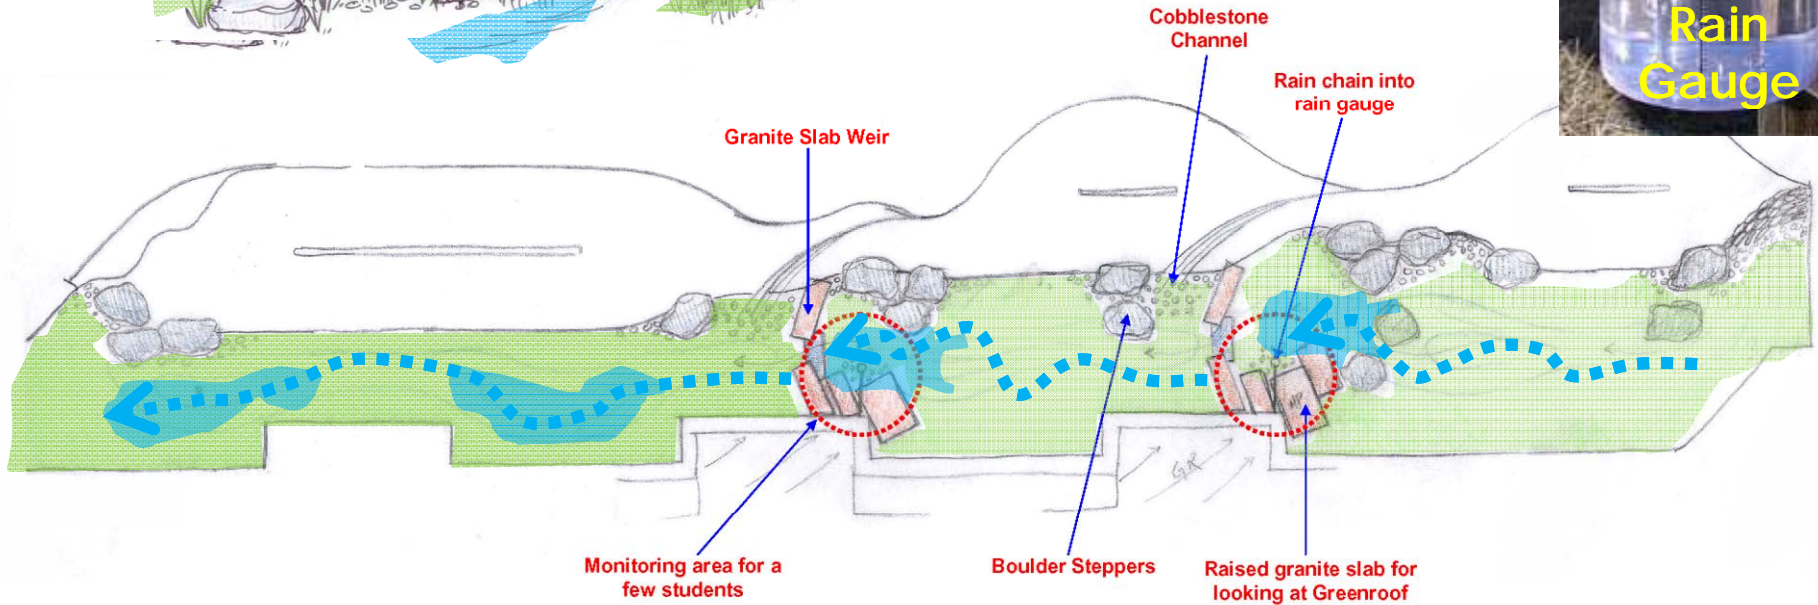 Rain
Gauge
Cobblestone
Channel
Rain chain into
rain gauge
Granite Slab Weir
GR
Monitoring area for a
few students
Boulder Steppers
Raised granite slab for
looking at Greenroof